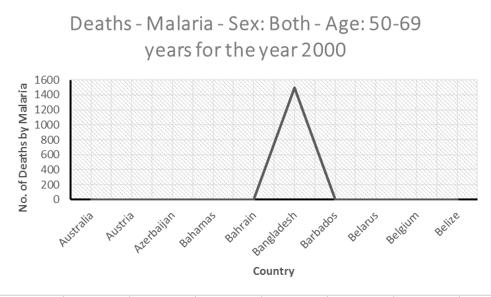 Deaths - Malaria - Sex: Both - Age: 50-69
years for the year 2000
No. of Deaths by Malaria
1600
1400
1200
1000
800
600
400
200
0
Australia
Austria
Azerbaijan
Bahamas
Bahrain
Bangladesh
Barbados
Belarus
Belgium
Belize
Country